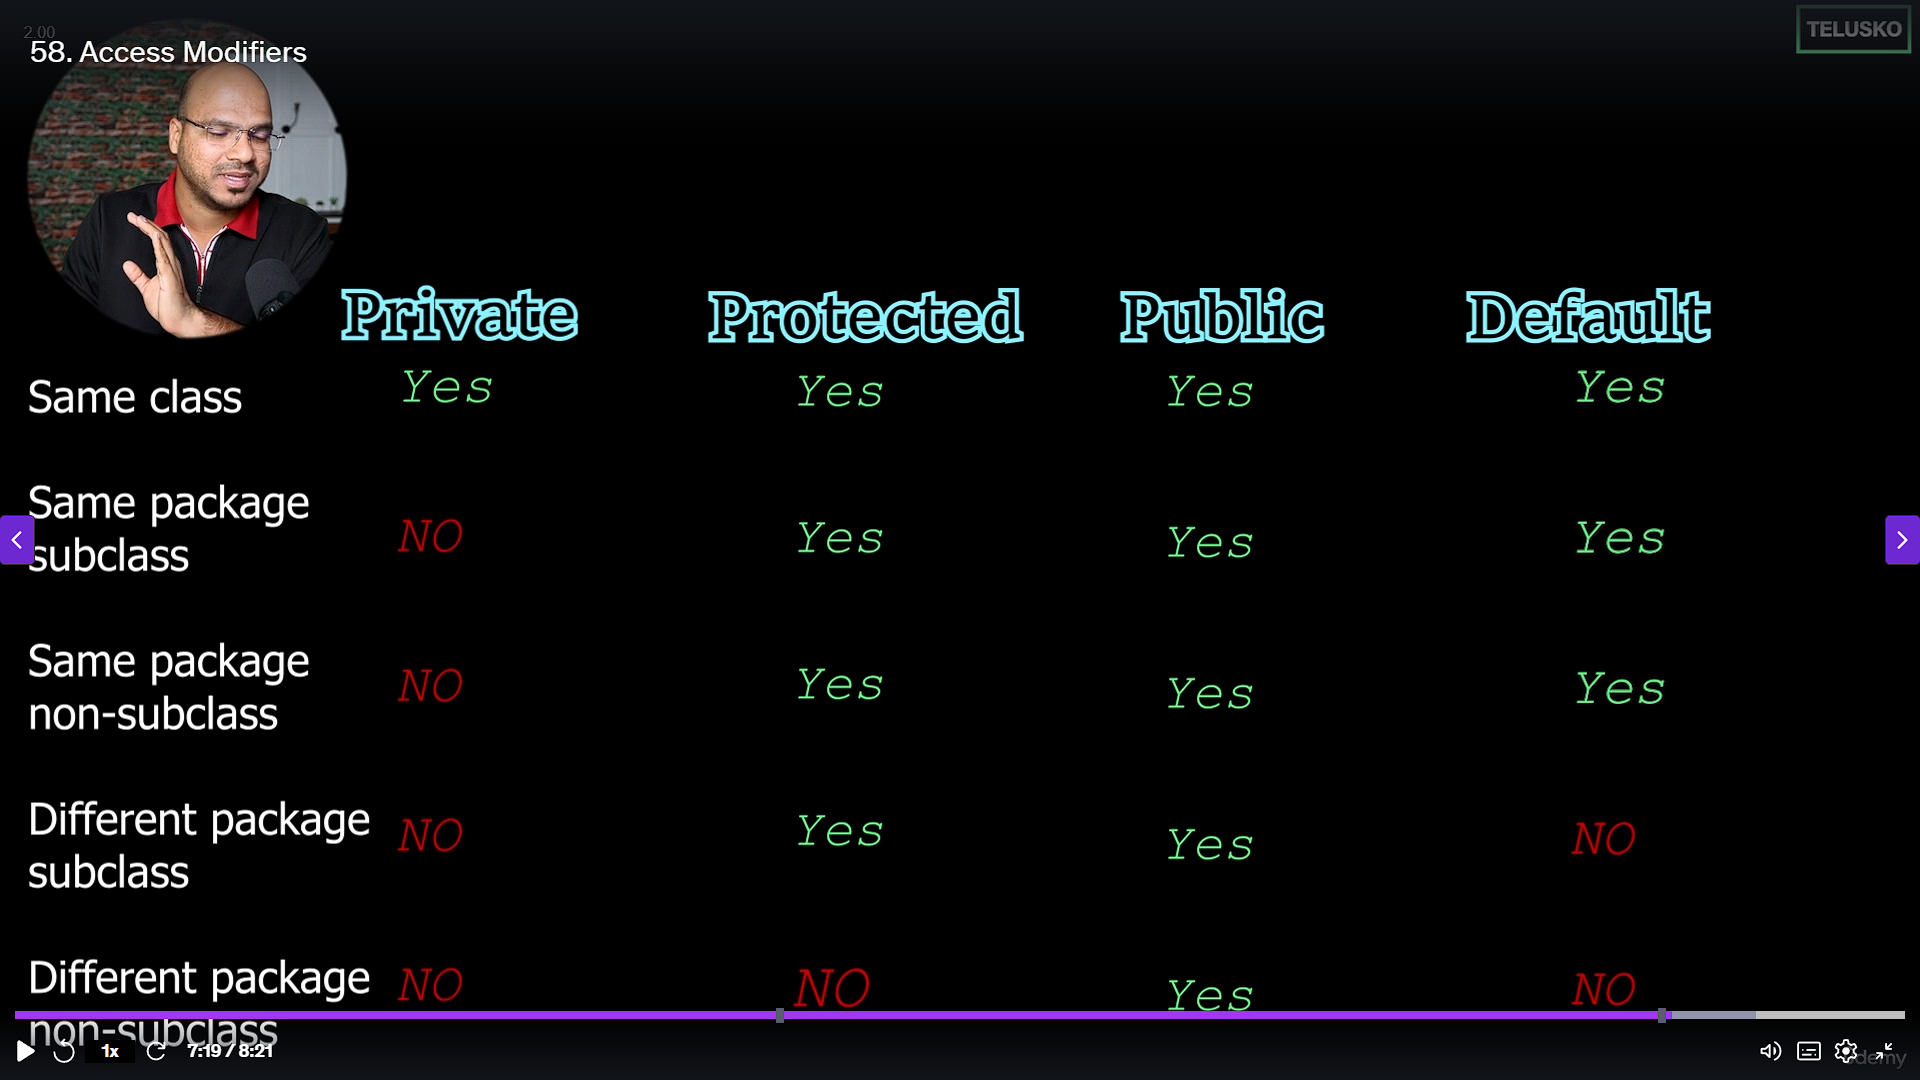 2.00
58. Access Modifiers
TELUSKO
Private Protected Public Default
Same class Yes Yes Yes Yes
Same package
subclass
NO Yes Yes Yes
Same package
non-subclass
NO Yes Yes Yes
Different package
subclass
NO Yes Yes NO
Different package
non-subclass
NO NO Yes NO
1x 7:19 / 8:21
udemy